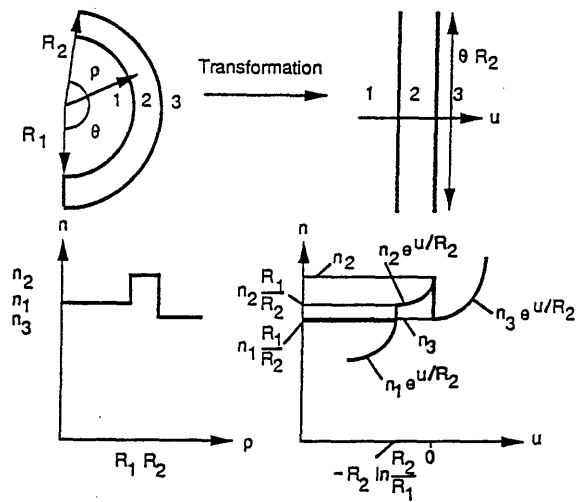 R2
ρ
1 2 3
R1
θ
Transformation
θ R2
1 2 3
u
n
n2
n1
n3
ρ
R1 R2
n
n2
n2 e^u/R2
n2 R1/R2
n1 R1/R2
n3
n3 e^u/R2
n1 e^u/R2
-R2 ln R2/R1
0
u